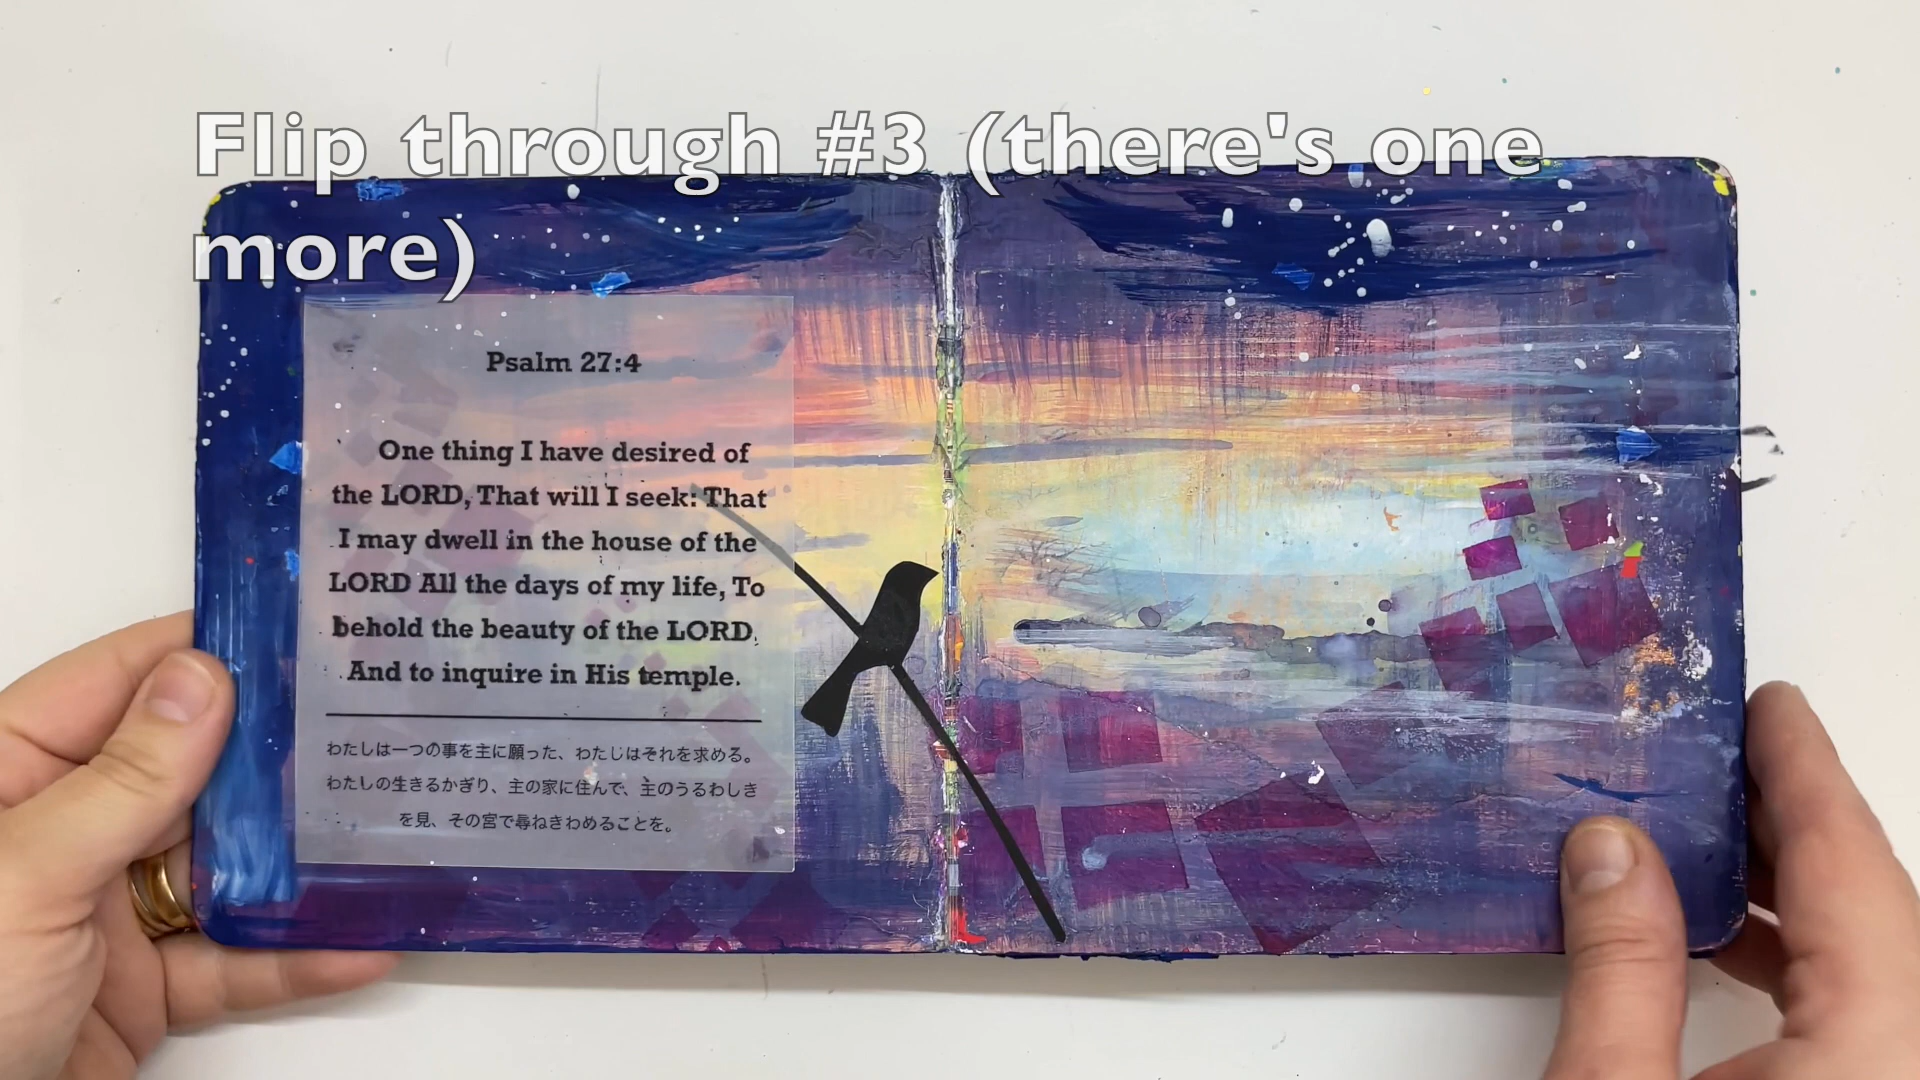 Flip through #3 (there's one
more)
Psalm 27:4
One thing I have desired of
the LORD, That will I seek: That
I may dwell in the house of the
LORD All the days of my life, To
behold the beauty of the LORD,
And to inquire in His temple.
わたしは一つの事を主に願った、わたしはそれを求める。
わたしの生きるかぎり、主の家に住んで、主のうるわしき
を見、その宮で尋ねきわめることを。